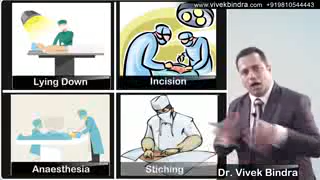 www.vivekbindra.com +919810544443
Lying Down
Incision
Anaesthesia
Stiching
Dr. Vivek Bindra